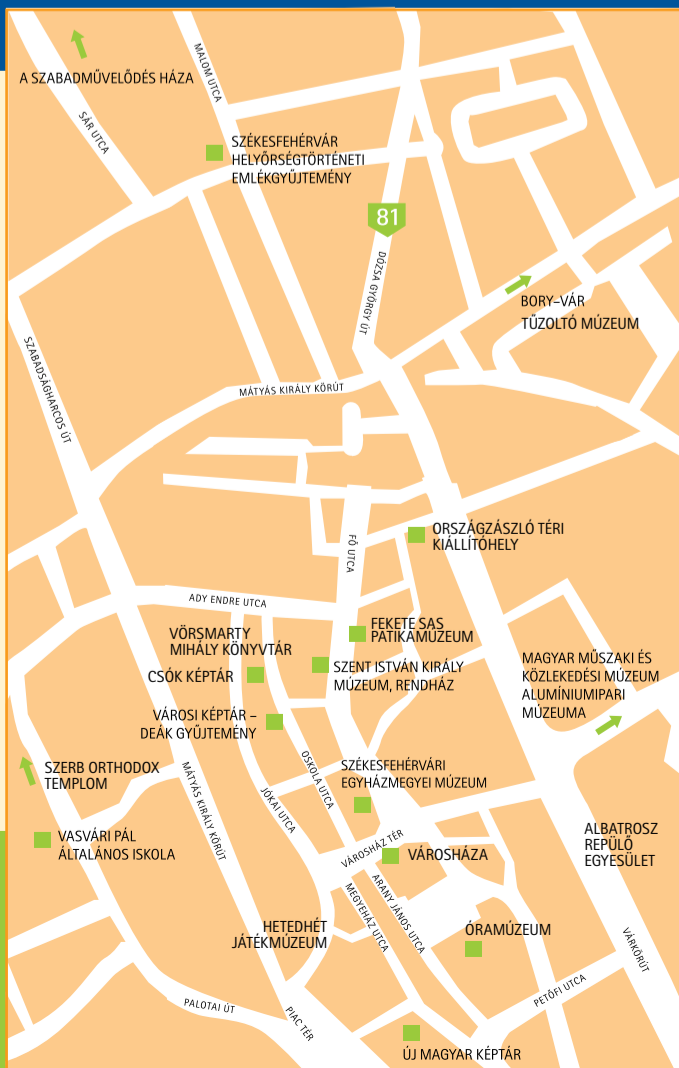 MALOM UTCA
A SZABADMŰVELŐDÉS HÁZA
SÁR UTCA
SZÉKESFEHÉRVÁR
HELYŐRSÉGTÖRTÉNETI
EMLÉKGYŰJTEMÉNY
81
DÓZSA GYÖRGY ÚT
BORY–VÁR
TŰZOLTÓ MÚZEUM
SZABADSÁGHARCOS ÚT
MÁTYÁS KIRÁLY KÖRÚT
ORSZÁGZÁSZLÓ TÉRI
KIÁLLÍTÓHELY
FŐ UTCA
ADY ENDRE UTCA
FEKETE SAS
PATIKAMÚZEUM
VÖRSMARTY
MIHÁLY KÖNYVTÁR
CSÓK KÉPTÁR
SZENT ISTVÁN KIRÁLY
MÚZEUM, RENDHÁZ
MAGYAR MŰSZAKI ÉS
KÖZLEKEDÉSI MÚZEUM
ALUMÍNIUMIPARI
MÚZEUMA
VÁROSI KÉPTÁR –
DEÁK GYŰJTEMÉNY
OSKOLA UTCA
SZÉKESFEHÉRVÁRI
EGYHÁZMEGYEI MÚZEUM
SZERB ORTHODOX
TEMPLOM
MÁTYÁS KIRÁLY KÖRÚT
JÓKAI UTCA
VASVÁRI PÁL
ÁLTALÁNOS ISKOLA
VÁROSHÁZ TÉR
VÁROSHÁZA
ALBATROSZ
REPÜLŐ
EGYESÜLET
MEGYEHÁZ UTCA
ARANY JÁNOS UTCA
HETEDHÉT
JÁTÉKMÚZEUM
ÓRAMÚZEUM
VÁRKÖRÚT
PETŐFI UTCA
PALOTAI ÚT
PIAC TÉR
ÚJ MAGYAR KÉPTÁR